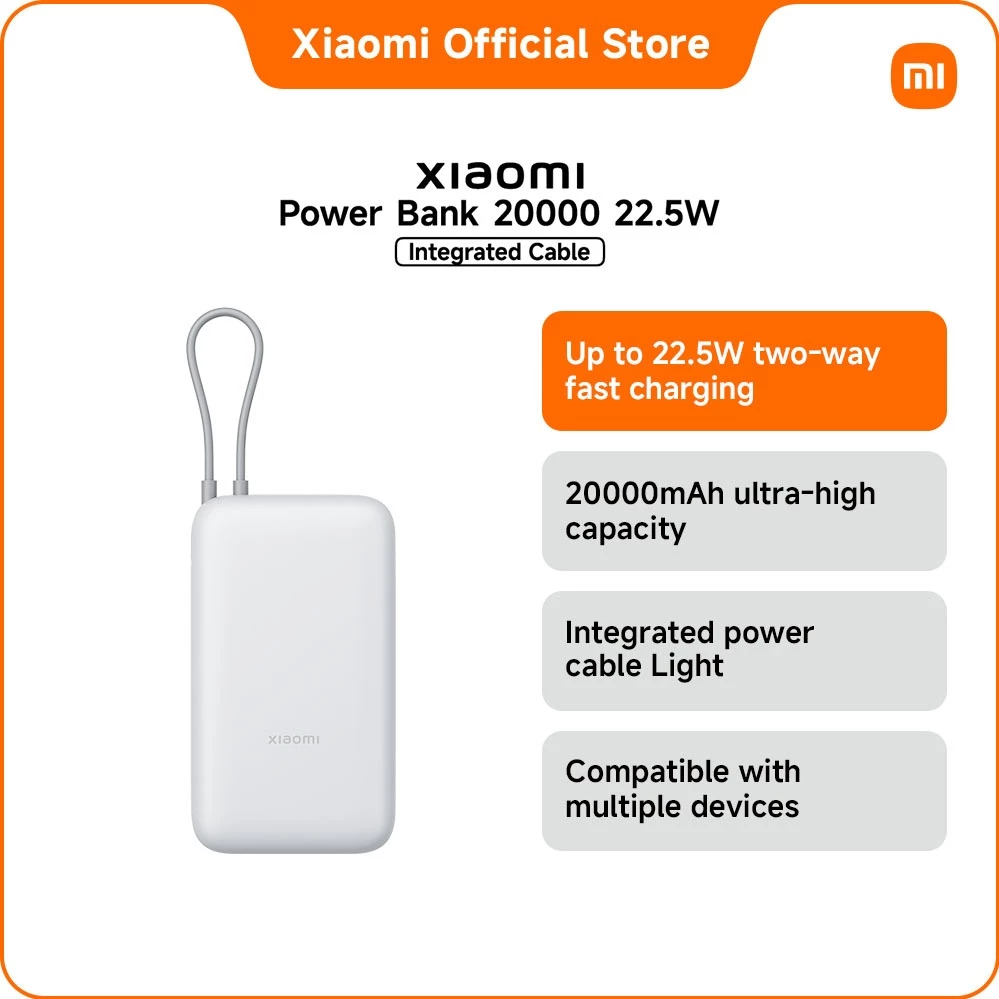 Xiaomi Official Store
mi
xiaomi
Power Bank 20000 22.5W
Integrated Cable
Up to 22.5W two-way
fast charging
20000mAh ultra-high
capacity
Integrated power
cable Light
Compatible with
multiple devices
xiaomi